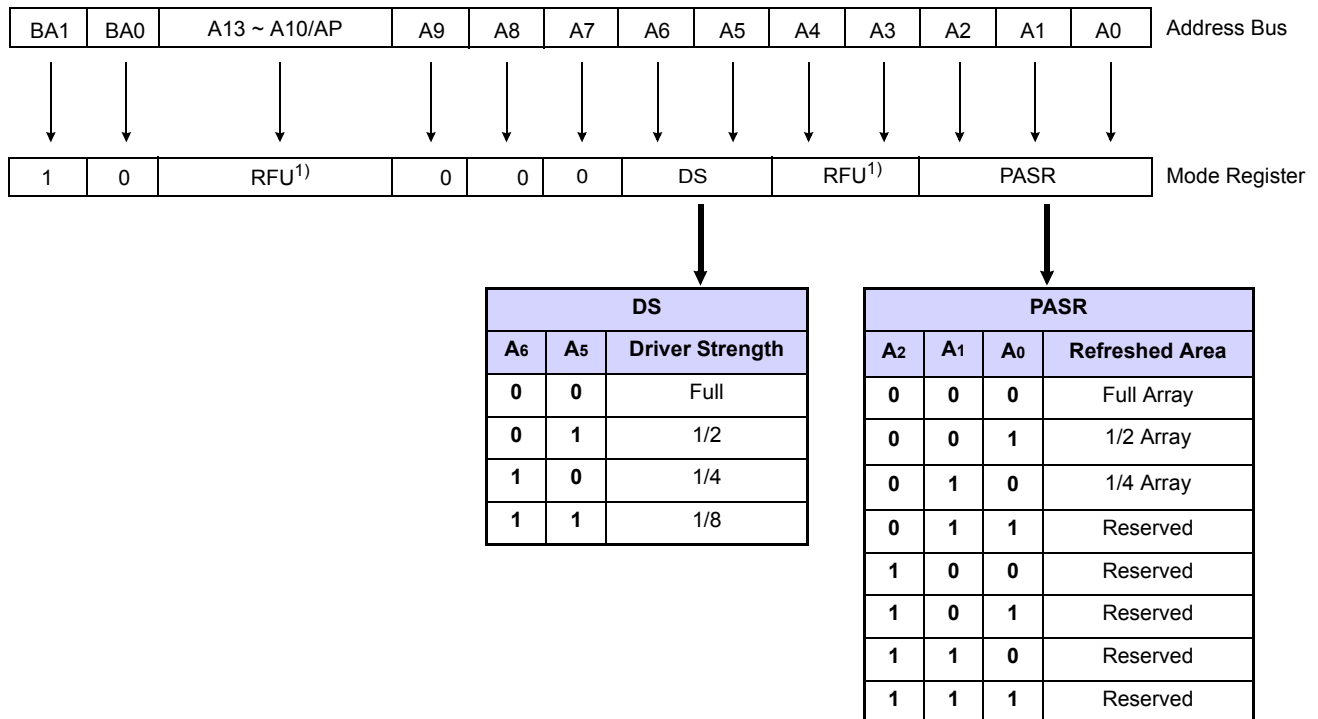 BA1 BA0 A13 ~ A10/AP A9 A8 A7 A6 A5 A4 A3 A2 A1 A0 Address Bus
1 0 RFU1) 0 0 0 DS RFU1) PASR Mode Register
DS
A6 A5 Driver Strength
0 0 Full
0 1 1/2
1 0 1/4
1 1 1/8
PASR
A2 A1 A0 Refreshed Area
0 0 0 Full Array
0 0 1 1/2 Array
0 1 0 1/4 Array
0 1 1 Reserved
1 0 0 Reserved
1 0 1 Reserved
1 1 0 Reserved
1 1 1 Reserved